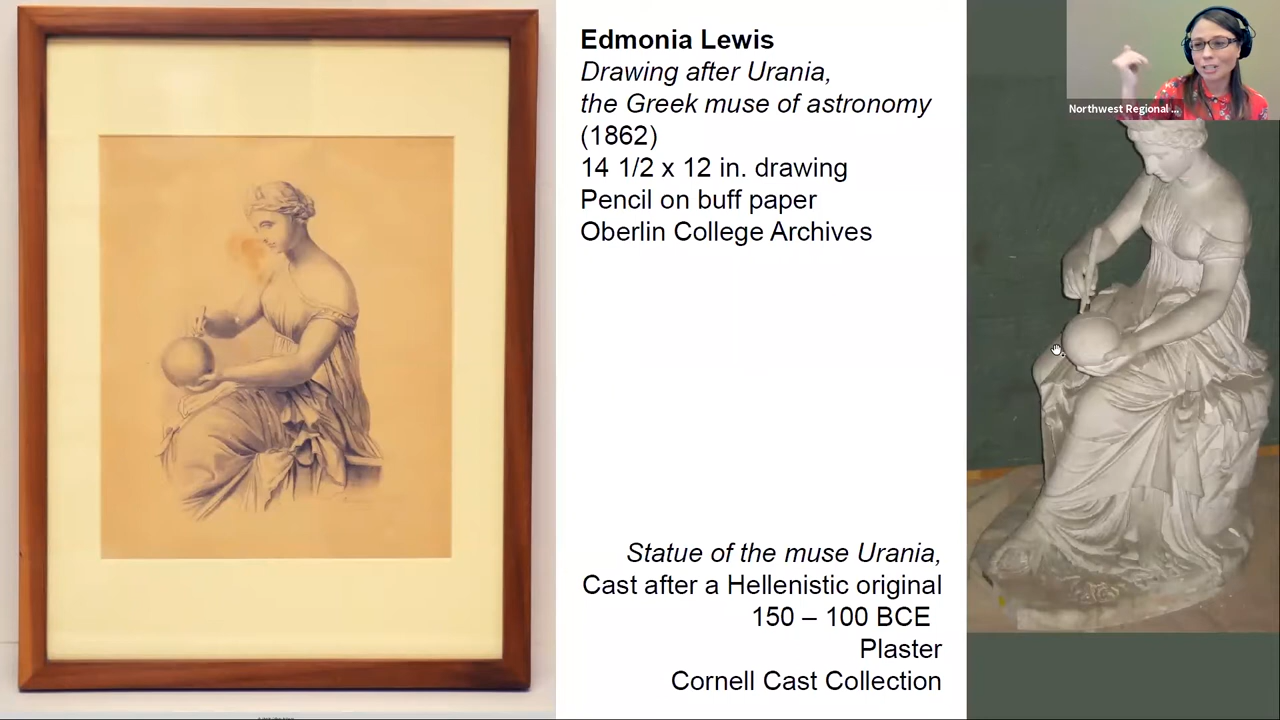 Edmonia Lewis
Drawing after Urania,
the Greek muse of astronomy
(1862)
14 1/2 x 12 in. drawing
Pencil on buff paper
Oberlin College Archives
Northwest Regional ...
Statue of the muse Urania,
Cast after a Hellenistic original
150 – 100 BCE
Plaster
Cornell Cast Collection